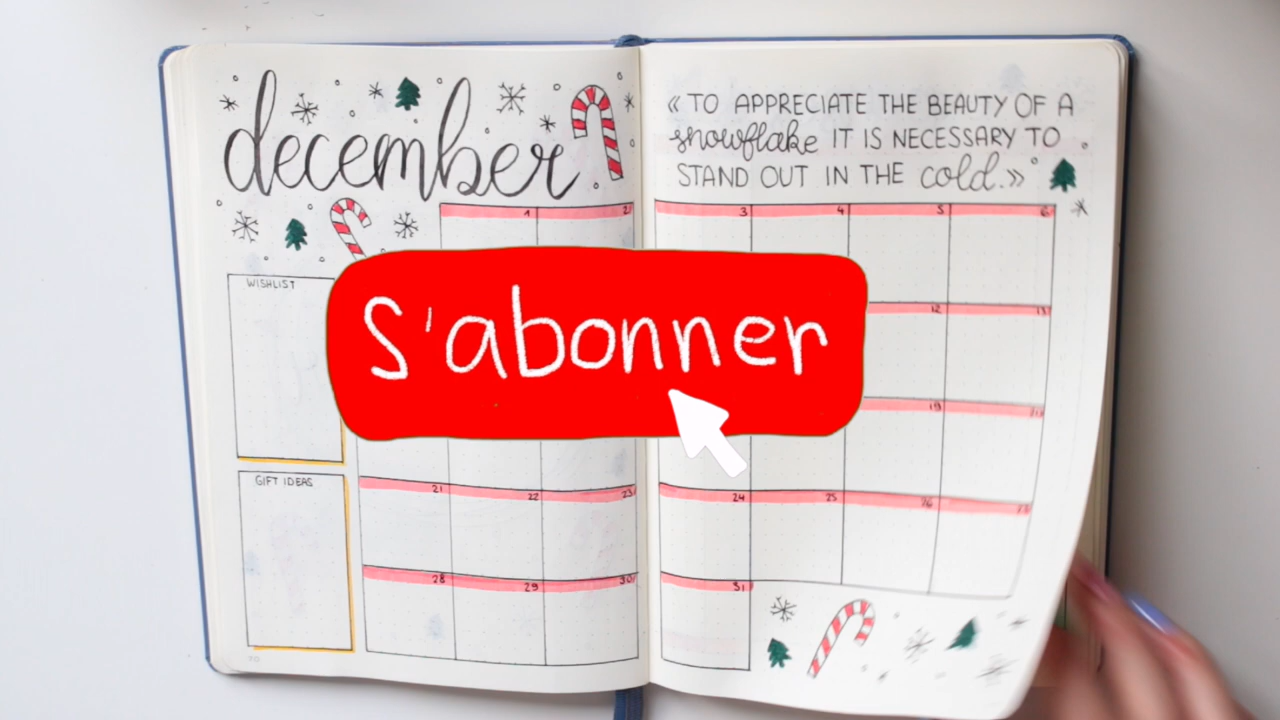 december
« TO APPRECIATE THE BEAUTY OF A
snowflake IT IS NECESSARY TO
STAND OUT IN THE cold.»
1 2 3 4 5 6
WISHLIST
S'abonner
12 13
19 20
GIFT IDEAS
21 22 23 24 25 26 27
28 29 30 31